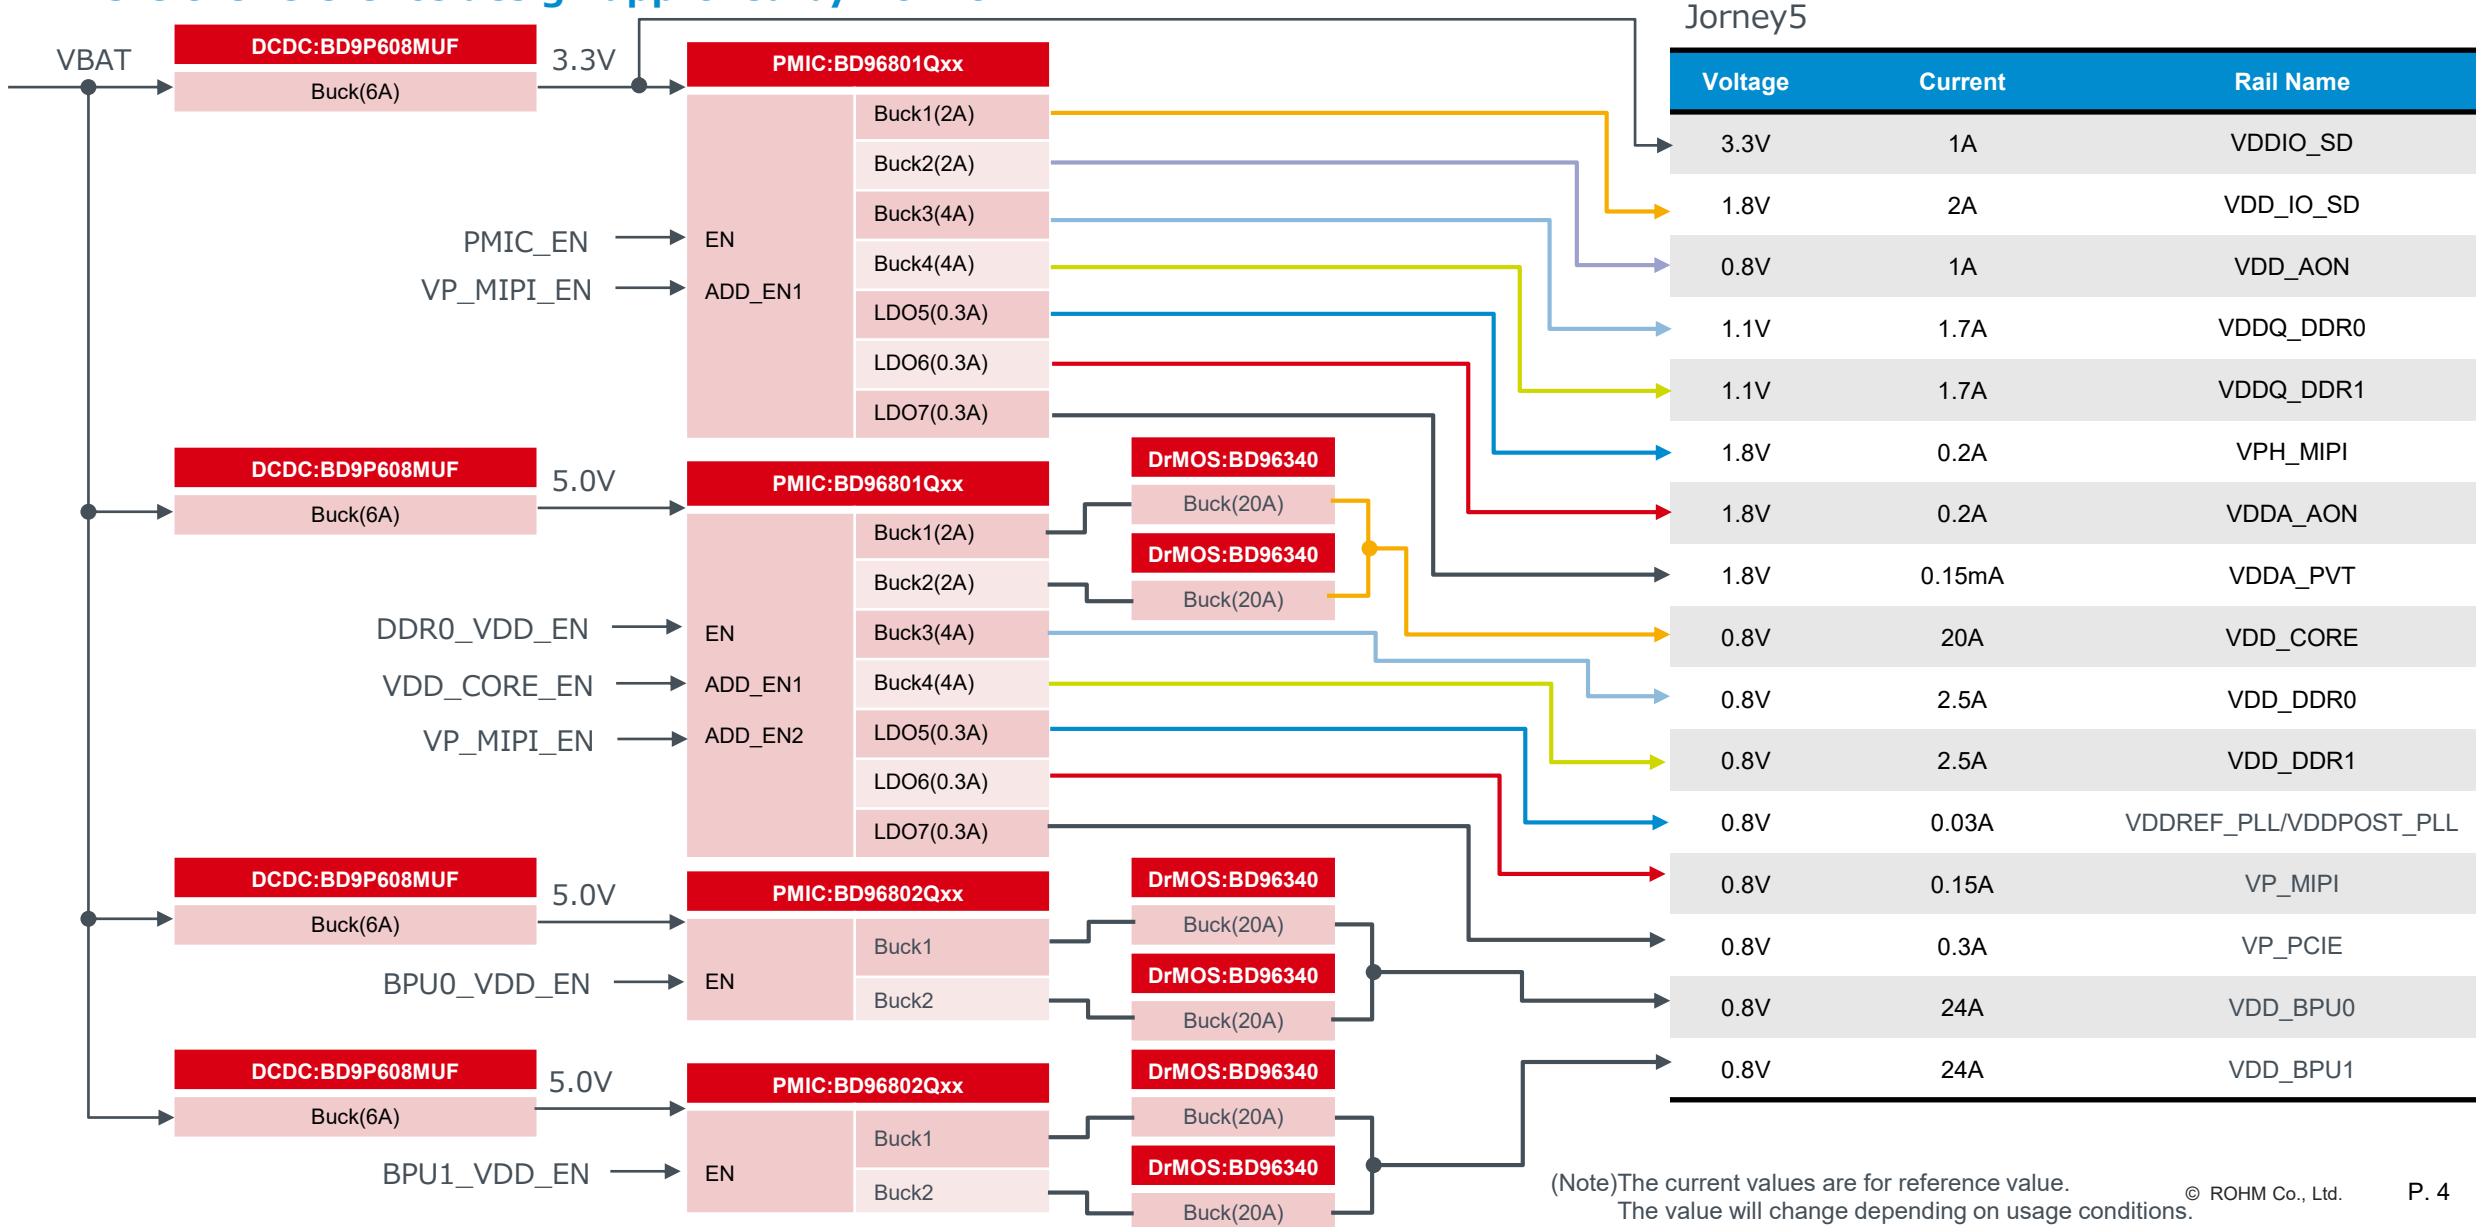 Jorney5
VBAT
DCDC:BD9P608MUF
Buck(6A)
3.3V
PMIC:BD96801Qxx
Buck1(2A)
Buck2(2A)
Buck3(4A)
Buck4(4A)
LDO5(0.3A)
LDO6(0.3A)
LDO7(0.3A)
PMIC_EN
EN
VP_MIPI_EN
ADD_EN1
DCDC:BD9P608MUF
Buck(6A)
5.0V
PMIC:BD96801Qxx
Buck1(2A)
Buck2(2A)
Buck3(4A)
Buck4(4A)
LDO5(0.3A)
LDO6(0.3A)
LDO7(0.3A)
DDR0_VDD_EN
EN
VDD_CORE_EN
ADD_EN1
VP_MIPI_EN
ADD_EN2
DrMOS:BD96340
Buck(20A)
DrMOS:BD96340
Buck(20A)
DCDC:BD9P608MUF
Buck(6A)
5.0V
PMIC:BD96802Qxx
Buck1
Buck2
BPU0_VDD_EN
EN
DrMOS:BD96340
Buck(20A)
DrMOS:BD96340
Buck(20A)
DCDC:BD9P608MUF
Buck(6A)
5.0V
PMIC:BD96802Qxx
Buck1
Buck2
BPU1_VDD_EN
EN
DrMOS:BD96340
Buck(20A)
DrMOS:BD96340
Buck(20A)
Voltage Current Rail Name
3.3V 1A VDDIO_SD
1.8V 2A VDD_IO_SD
0.8V 1A VDD_AON
1.1V 1.7A VDDQ_DDR0
1.1V 1.7A VDDQ_DDR1
1.8V 0.2A VPH_MIPI
1.8V 0.2A VDDA_AON
1.8V 0.15mA VDDA_PVT
0.8V 20A VDD_CORE
0.8V 2.5A VDD_DDR0
0.8V 2.5A VDD_DDR1
0.8V 0.03A VDDREF_PLL/VDDPOST_PLL
0.8V 0.15A VP_MIPI
0.8V 0.3A VP_PCIE
0.8V 24A VDD_BPU0
0.8V 24A VDD_BPU1
(Note)The current values are for reference value.
The value will change depending on usage conditions.
© ROHM Co., Ltd.
P. 4